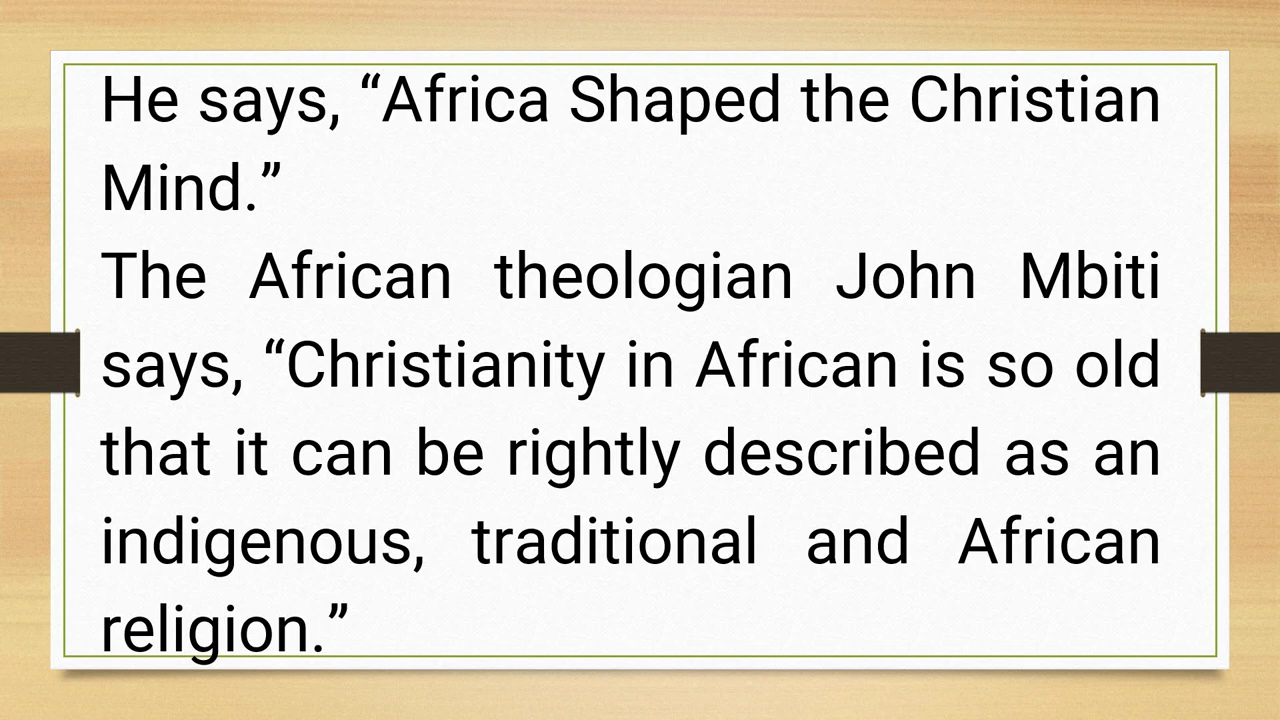 He says, “Africa Shaped the Christian
Mind.”
The African theologian John Mbiti
says, “Christianity in African is so old
that it can be rightly described as an
indigenous, traditional and African
religion.”